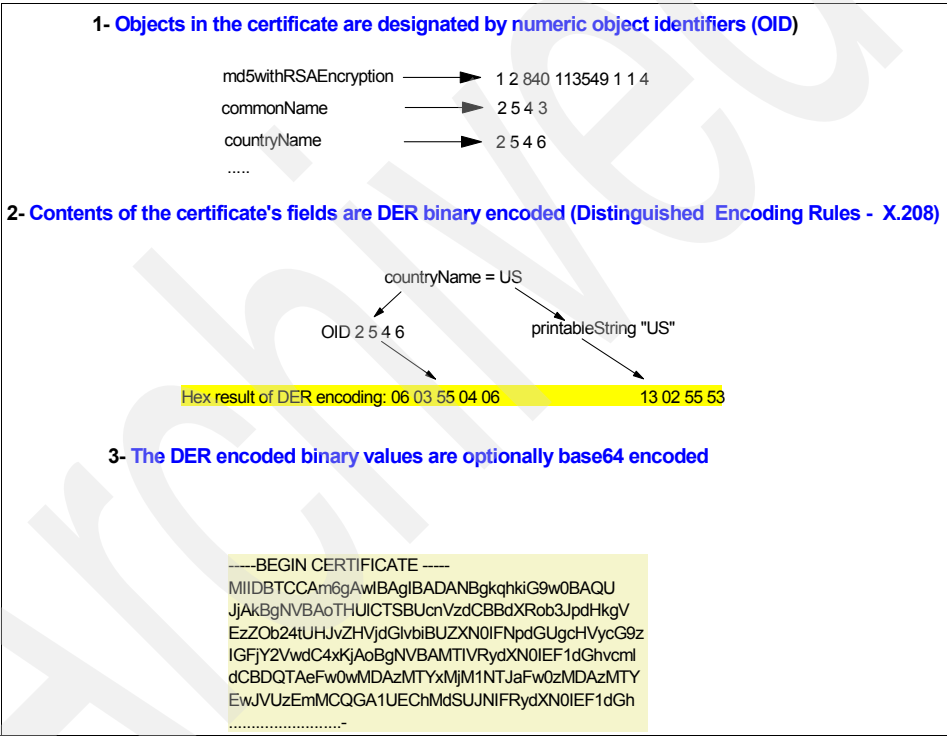 1- Objects in the certificate are designated by numeric object identifiers (OID)
md5withRSAEncryption 1 2 840 113549 1 1 4
commonName 2 5 4 3
countryName 2 5 4 6
.....
2- Contents of the certificate's fields are DER binary encoded (Distinguished Encoding Rules - X.208)
countryName = US
OID 2 5 4 6 printableString "US"
Hex result of DER encoding: 06 03 55 04 06 13 02 55 53
3- The DER encoded binary values are optionally base64 encoded
-----BEGIN CERTIFICATE -----
MIIDBTCCAm6gAwIBAgIBADANBgkqhkiG9w0BAQU
JjAkBgNVBAoTHUlCTSBUcnVzdCBBdXRob3JpdHkgV
EzZOb24tUHJvZHVjdGlvbiBUZXN0IFNpdGUgcHVycG9z
IGFjY2VwdC4xKjAoBgNVBAMTIVRydXN0IEF1dGhvcml
dCBDQTAeFw0wMDAzMTYxMjM1NTJaFw0zMDAzMTY
EwJVUzEmMCQGA1UEChMdSUJNIFRydXN0IEF1dGh
.........................-
Archived